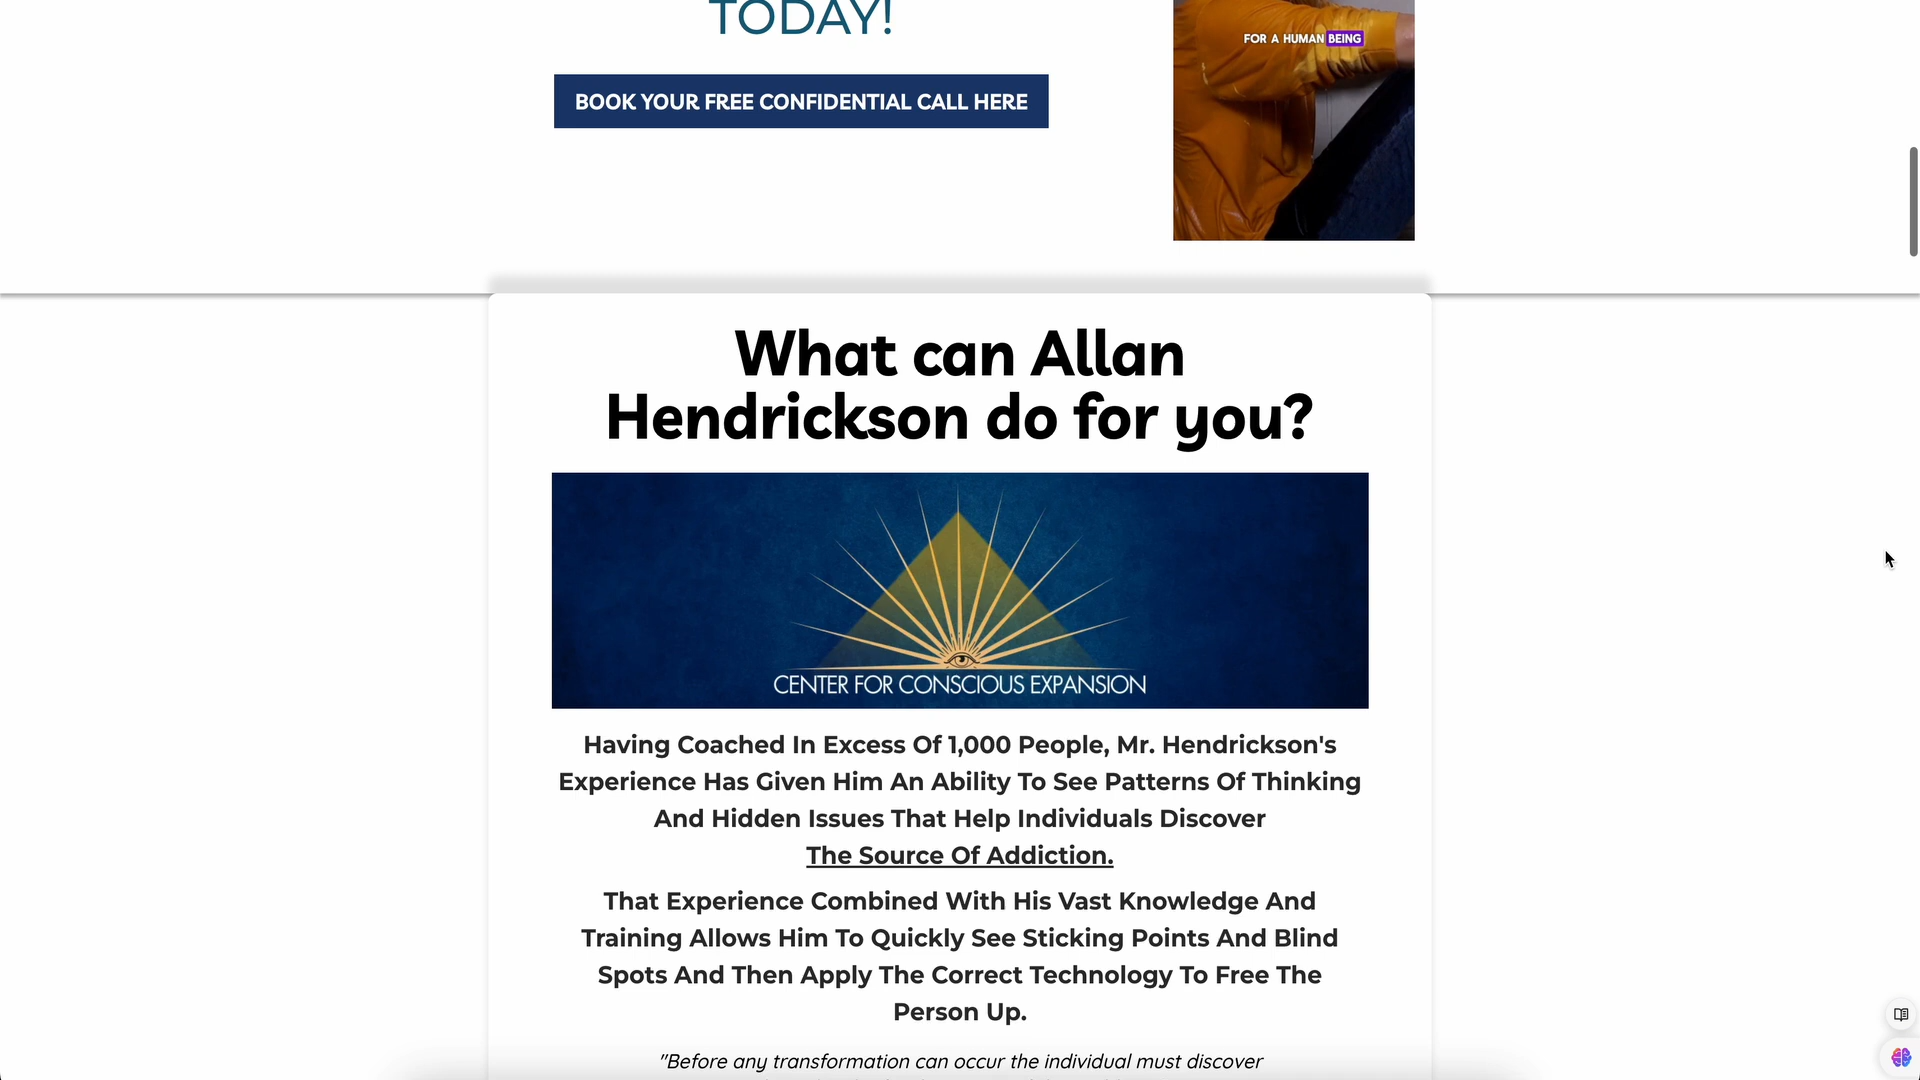 TODAY!
FOR A HUMAN BEING
BOOK YOUR FREE CONFIDENTIAL CALL HERE
What can Allan
Hendrickson do for you?
CENTER FOR CONSCIOUS EXPANSION
Having Coached In Excess Of 1,000 People, Mr. Hendrickson's
Experience Has Given Him An Ability To See Patterns Of Thinking
And Hidden Issues That Help Individuals Discover
The Source Of Addiction.
That Experience Combined With His Vast Knowledge And
Training Allows Him To Quickly See Sticking Points And Blind
Spots And Then Apply The Correct Technology To Free The
Person Up.
"Before any transformation can occur the individual must discover